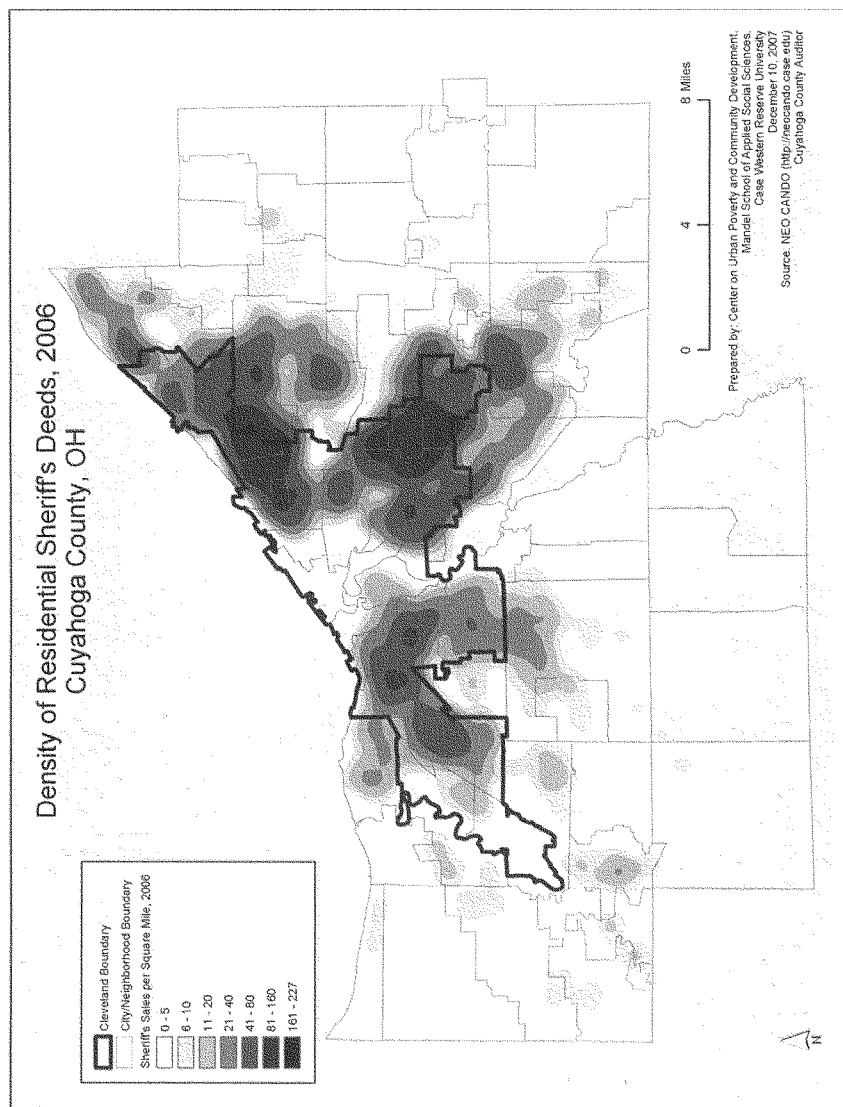 Density of Residential Sheriff's Deeds, 2006
Cuyahoga County, OH
Cleveland Boundary
City/Neighborhood Boundary
Sheriff's Sales per Square Mile, 2006
0 - 5
6 - 10
11 - 20
21 - 40
41 - 80
81 - 160
161 - 227
N
0 4 8 Miles
Prepared by: Center on Urban Poverty and Community Development,
Mandel School of Applied Social Sciences,
Case Western Reserve University
December 10, 2007
Source: NEO CANDO (http://neocando.case.edu)
Cuyahoga County Auditor